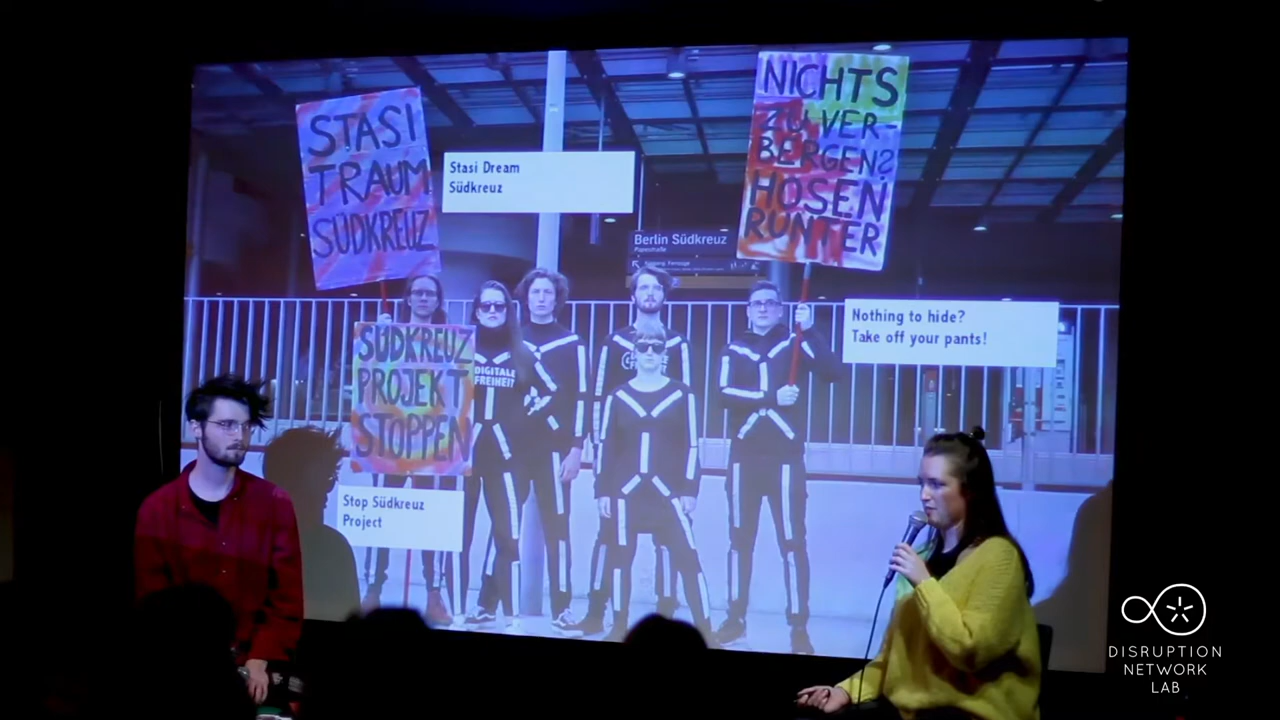 STASI
TRAUM
SÜDKREUZ
Stasi Dream
Südkreuz
NICHTS
ZU VER-
BERGEN?
HOSEN
RUNTER
Berlin Südkreuz
Papestraße
Nothing to hide?
Take off your pants!
SÜDKREUZ
PROJEKT
STOPPEN
DIGITALE
FREIHEIT
Stop Südkreuz
Project
DISRUPTION
NETWORK
LAB